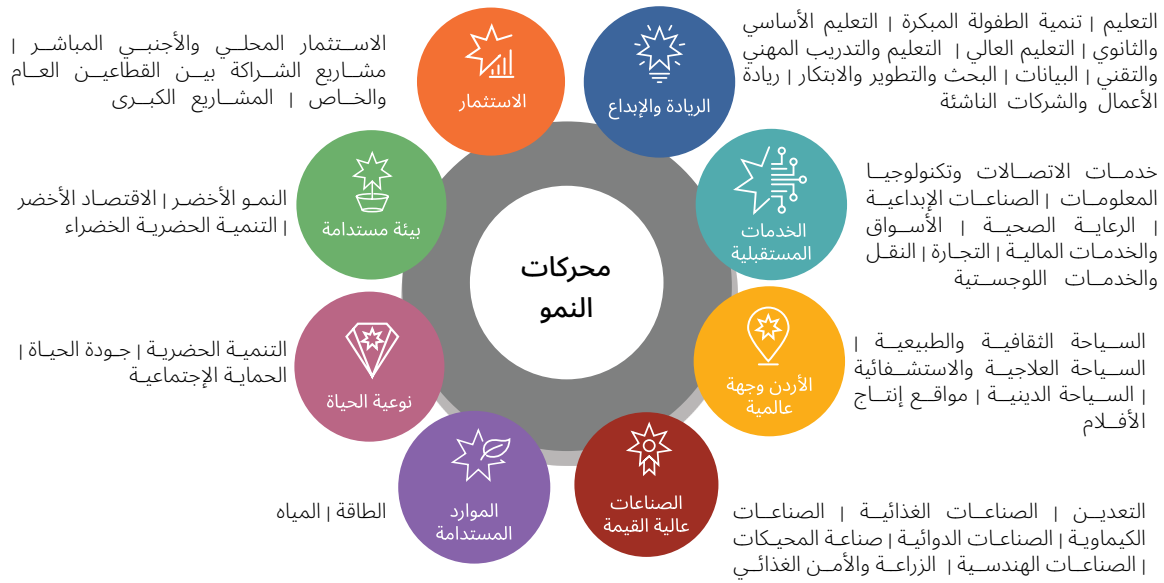 محركات
النمو
الريادة والإبداع
التعليم | تنمية الطفولة المبكرة | التعليم الأساسي
والثانوي | التعليم العالي | التعليم والتدريب المهني
والتقني | البيانات | البحث والتطوير والابتكار | ريادة
الأعمال والشركات الناشئة
الخدمات
المستقبلية
خدمات الاتصالات وتكنولوجيا
المعلومات | الصناعات الإبداعية
| الرعاية الصحية | الأسواق
والخدمات المالية | التجارة | النقل
والخدمات اللوجستية
الأردن وجهة
عالمية
السياحة الثقافية والطبيعية |
السياحة العلاجية والاستشفائية
| السياحة الدينية | مواقع إنتاج
الأفلام
الصناعات
عالية القيمة
التعدين | الصناعات الغذائية | الصناعات
الكيماوية | الصناعات الدوائية | صناعة المحيكات
| الصناعات الهندسية | الزراعة والأمن الغذائي
الموارد
المستدامة
الطاقة | المياه
نوعية الحياة
التنمية الحضرية | جودة الحياة |
الحماية الإجتماعية
بيئة مستدامة
النمو الأخضر | الاقتصاد الأخضر
| التنمية الحضرية الخضراء
الاستثمار
الاستثمار المحلي والأجنبي المباشر |
مشاريع الشراكة بين القطاعين العام
والخاص | المشاريع الكبرى